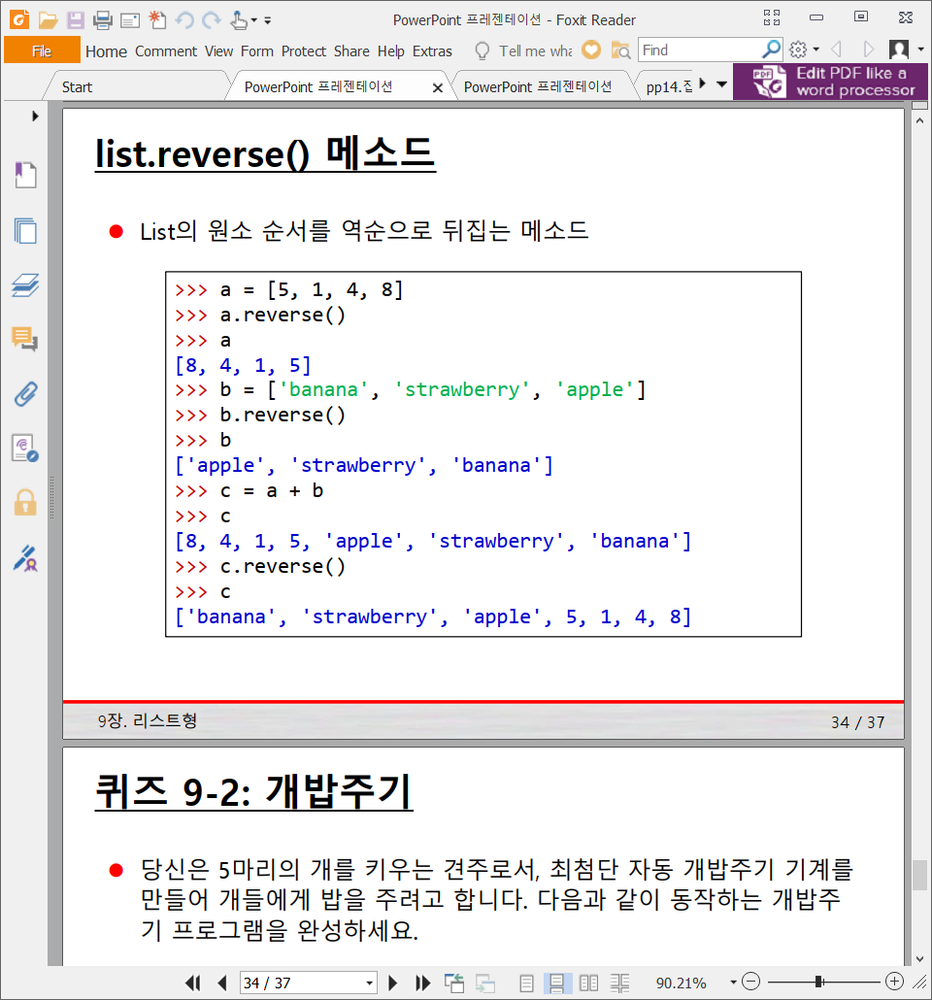 PowerPoint 프레젠테이션 - Foxit Reader
File Home Comment View Form Protect Share Help Extras Tell me wha Find
Start PowerPoint 프레젠테이션 PowerPoint 프레젠테이션 pp14.집
Edit PDF like a
word processor
list.reverse() 메소드
List의 원소 순서를 역순으로 뒤집는 메소드
>>> a = [5, 1, 4, 8]
>>> a.reverse()
>>> a
[8, 4, 1, 5]
>>> b = ['banana', 'strawberry', 'apple']
>>> b.reverse()
>>> b
['apple', 'strawberry', 'banana']
>>> c = a + b
>>> c
[8, 4, 1, 5, 'apple', 'strawberry', 'banana']
>>> c.reverse()
>>> c
['banana', 'strawberry', 'apple', 5, 1, 4, 8]
9장. 리스트형 34 / 37
퀴즈 9-2: 개밥주기
당신은 5마리의 개를 키우는 견주로서, 최첨단 자동 개밥주기 기계를
만들어 개들에게 밥을 주려고 합니다. 다음과 같이 동작하는 개밥주
기 프로그램을 완성하세요.
34 / 37 90.21%